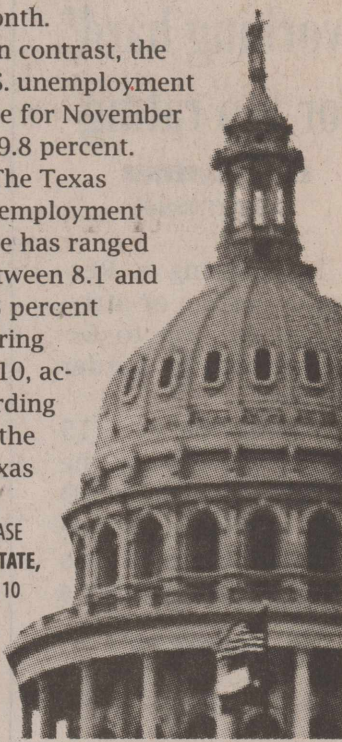 onth.
n contrast, the
S. unemployment
e for November
9.8 percent.
The Texas
employment
e has ranged
tween 8.1 and
percent
ring
10, ac-
rding
the
xas
ASE
TATE,
10